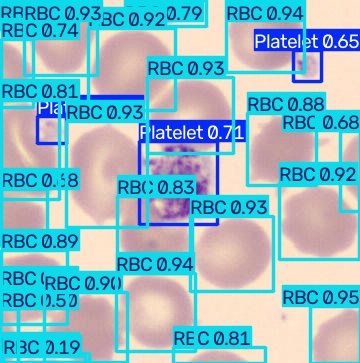 RBC 0.93
RBC 0.92
0.79
RBC 0.94
RBC 0.74
Platelet 0.65
RBC 0.93
RBC 0.81
RBC 0.93
RBC 0.88
RBC 0.68
Platelet 0.71
RBC 0.92
RBC 0.83
RBC 0.93
RBC 0.89
RBC 0.94
RBC 0.90
RBC 0.50
RBC 0.95
RBC 0.81
0.19